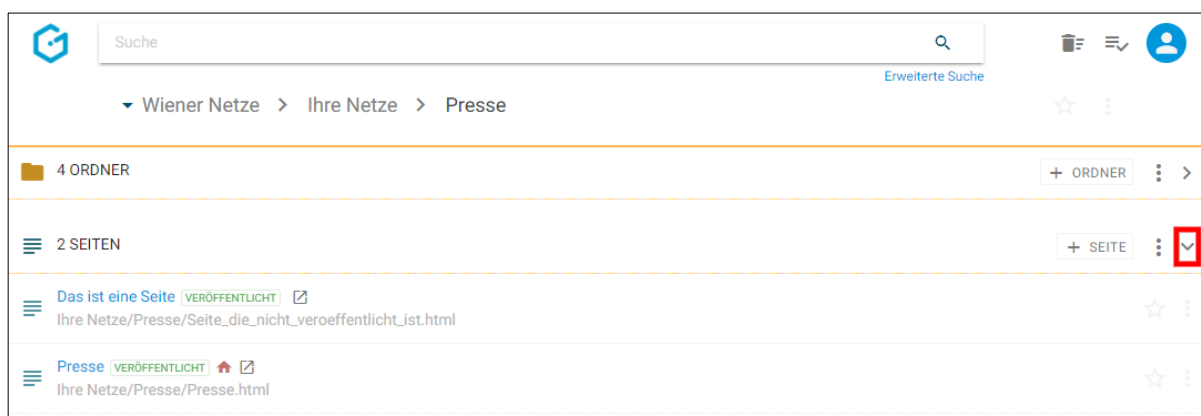 Suche
Erweiterte Suche
Wiener Netze > Ihre Netze > Presse
4 ORDNER + ORDNER
2 SEITEN + SEITE
Das ist eine Seite VERÖFFENTLICHT
Ihre Netze/Presse/Seite_die_nicht_veroeffentlicht_ist.html
Presse VERÖFFENTLICHT
Ihre Netze/Presse/Presse.html